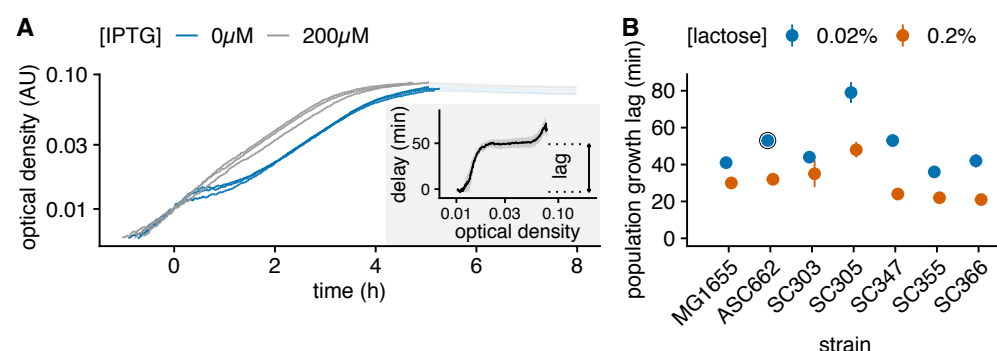 A
[IPTG] 0µM 200µM
optical density (AU)
0.10
0.03
0.01
0 2 4 6 8
time (h)
delay (min)
50
0
lag
0.01 0.03 0.10
optical density
B
[lactose] 0.02% 0.2%
population growth lag (min)
80
60
40
20
0
MG1655
ASC662
SC303
SC305
SC347
SC355
SC366
strain